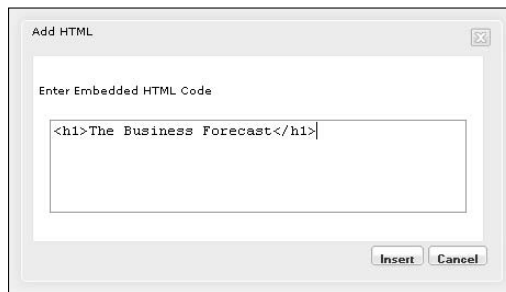 Add HTML
Enter Embedded HTML Code
<h1>The Business Forecast</h1>
Insert Cancel